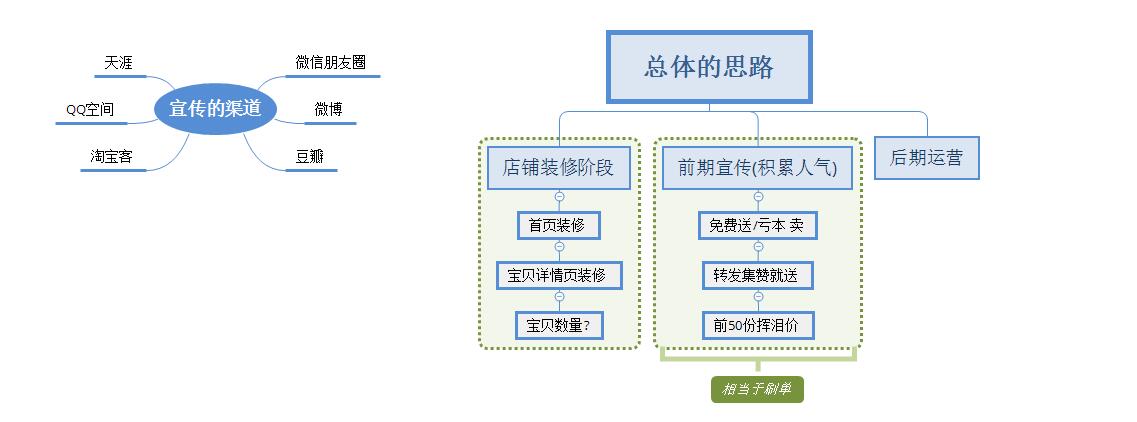 宣传的渠道
天涯
QQ空间
淘宝客
微信朋友圈
微博
豆瓣
总体的思路
店铺装修阶段
首页装修
宝贝详情页装修
宝贝数量?
前期宣传(积累人气)
免费送/亏本 卖
转发集赞就送
前50份挥泪价
相当于刷单
后期运营